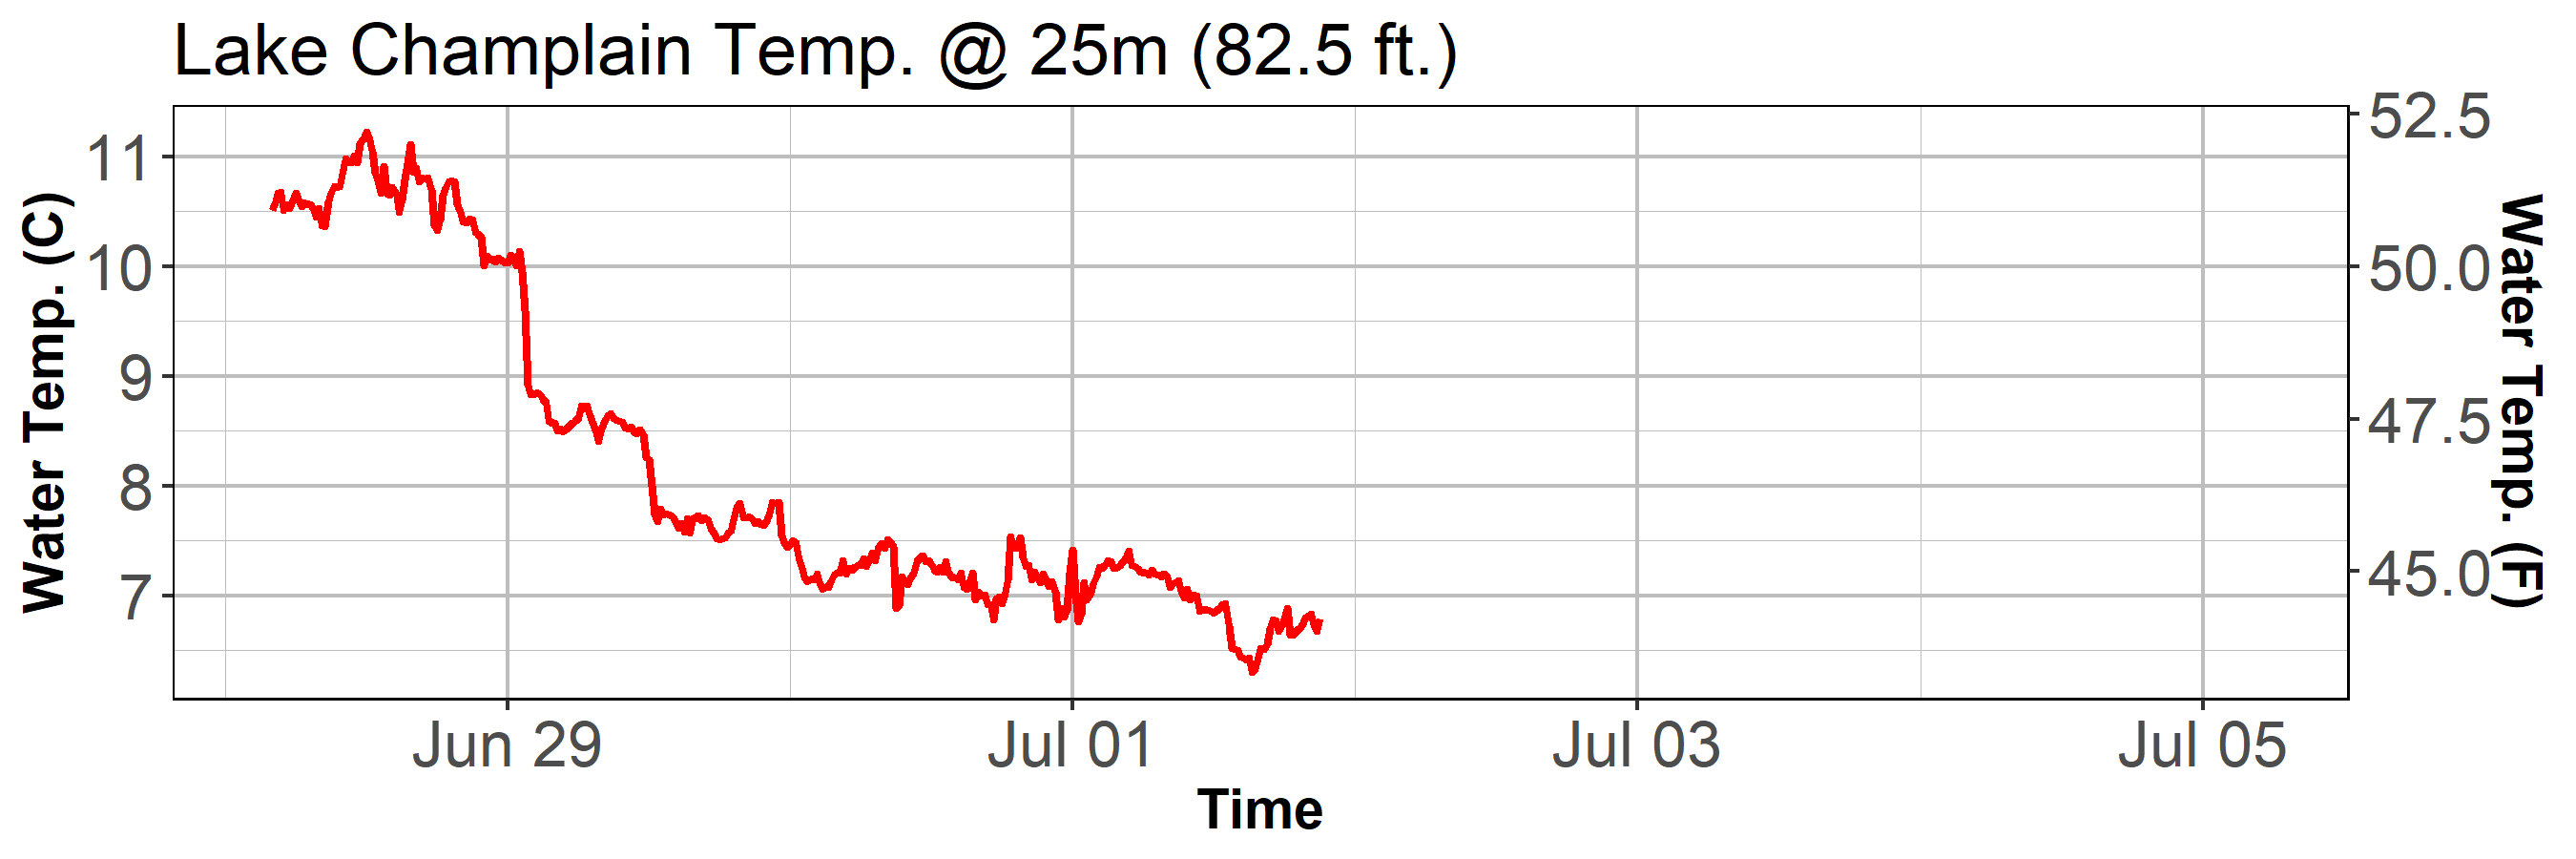 Lake Champlain Temp. @ 25m (82.5 ft.)
Water Temp. (C)
11
10
9
8
7
52.5
50.0
47.5
45.0
Water Temp. (F)
Jun 29
Jul 01
Jul 03
Jul 05
Time